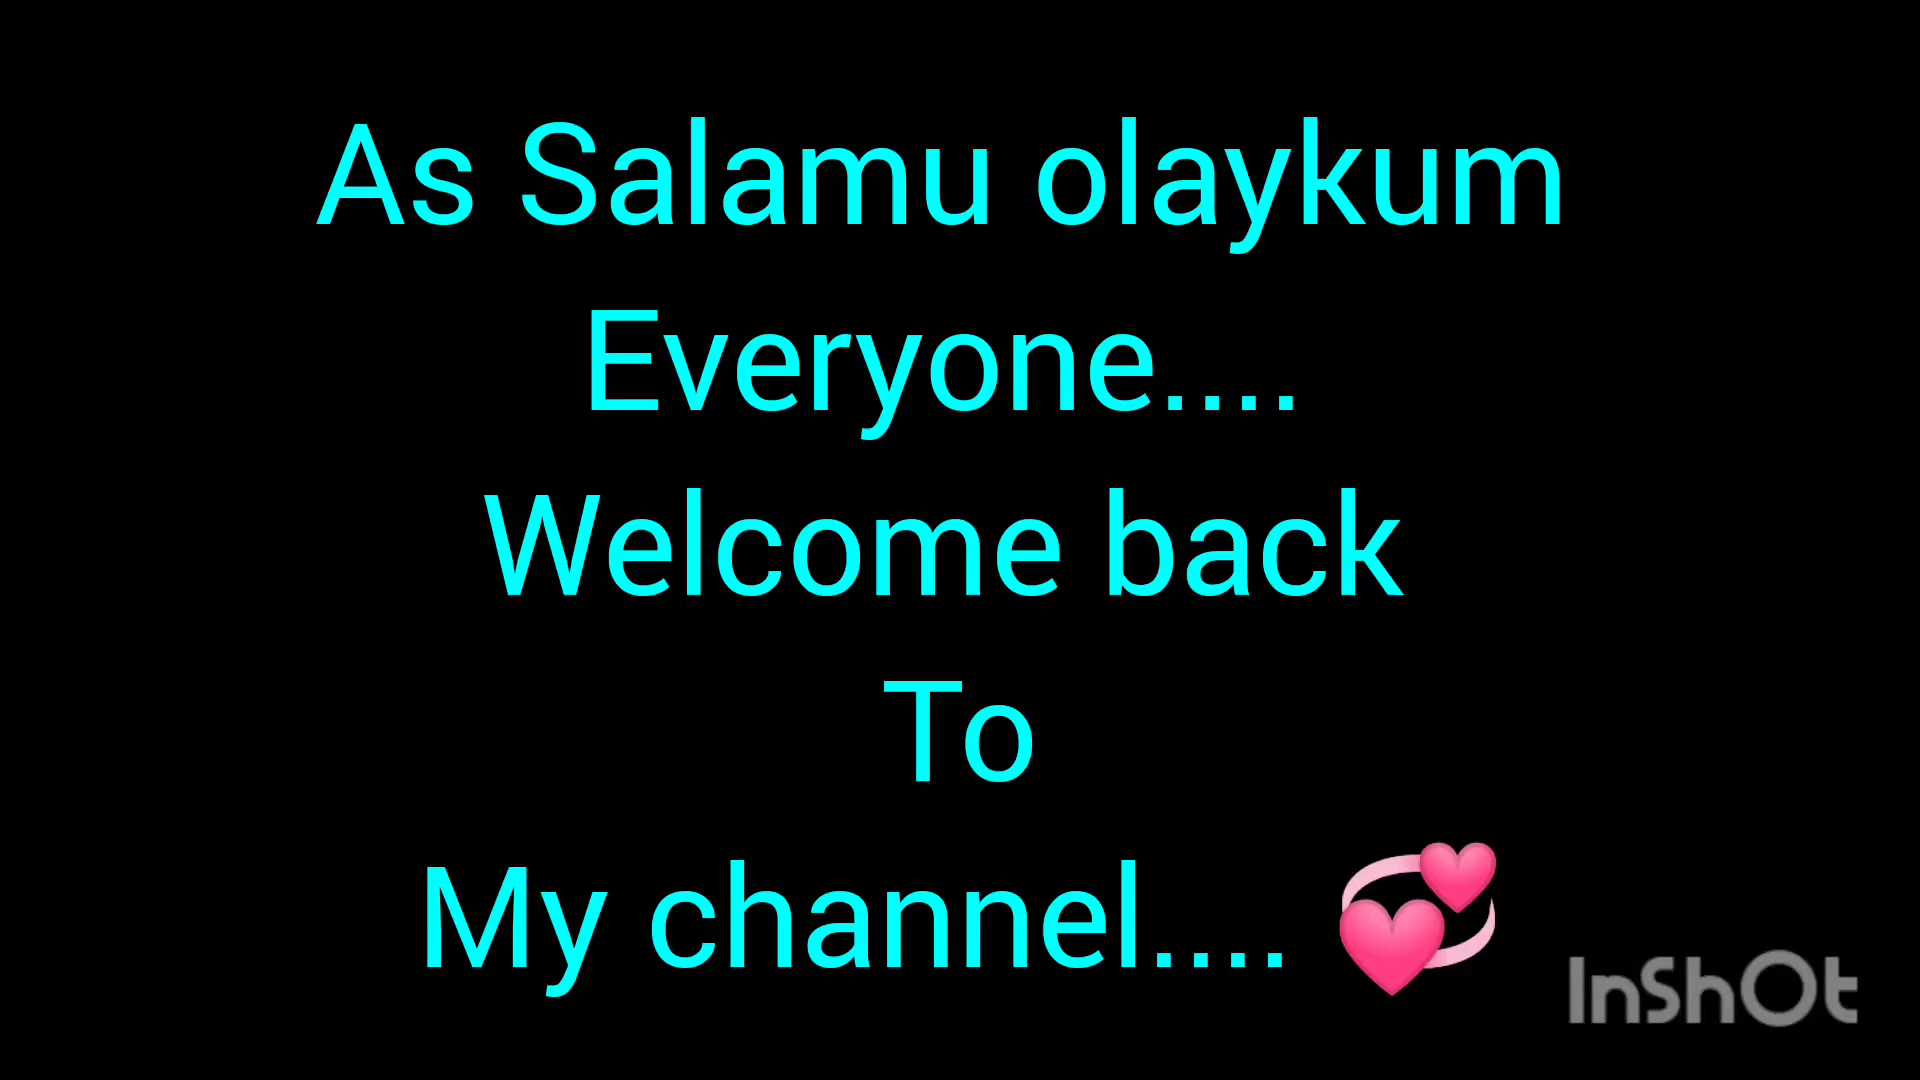 As Salamu olaykum
Everyone....
Welcome back
To
My channel.... 💞
InShOt